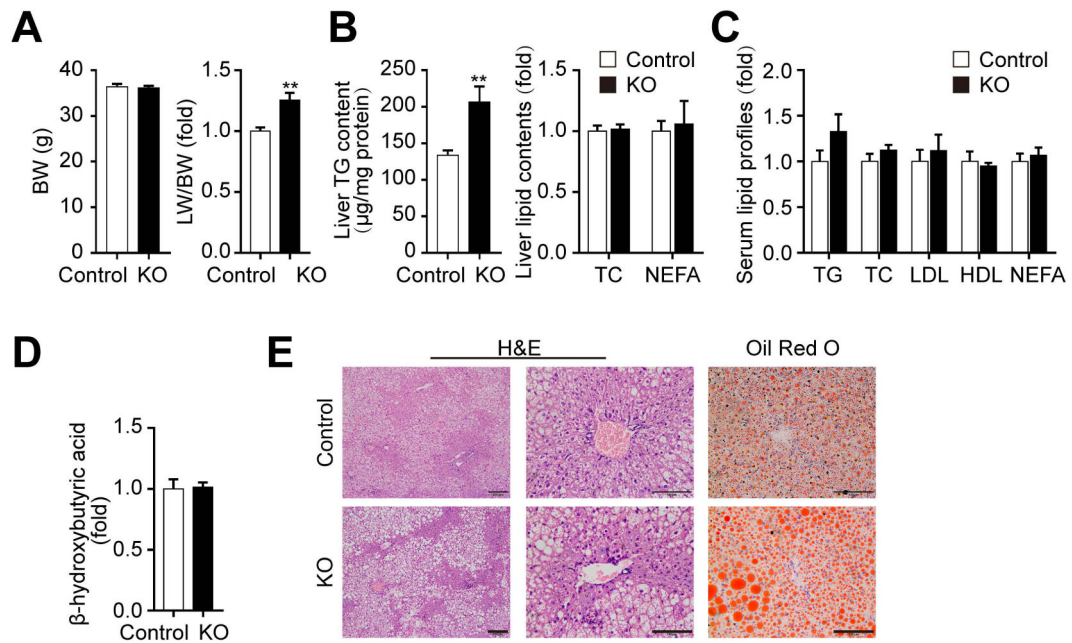 A
BW (g)
40
30
20
10
0
Control KO
LW/BW (fold)
1.5
1.0
0.5
0.0
**
Control KO
B
Liver TG content
(μg/mg protein)
250
200
150
100
50
0
**
Control KO
Liver lipid contents (fold)
1.5
1.0
0.5
0.0
Control
KO
TC NEFA
C
Serum lipid profiles (fold)
2.0
1.5
1.0
0.5
0.0
Control
KO
TG TC LDL HDL NEFA
D
β-hydroxybutyric acid
(fold)
1.5
1.0
0.5
0.0
Control KO
E
H&E
Oil Red O
Control
KO